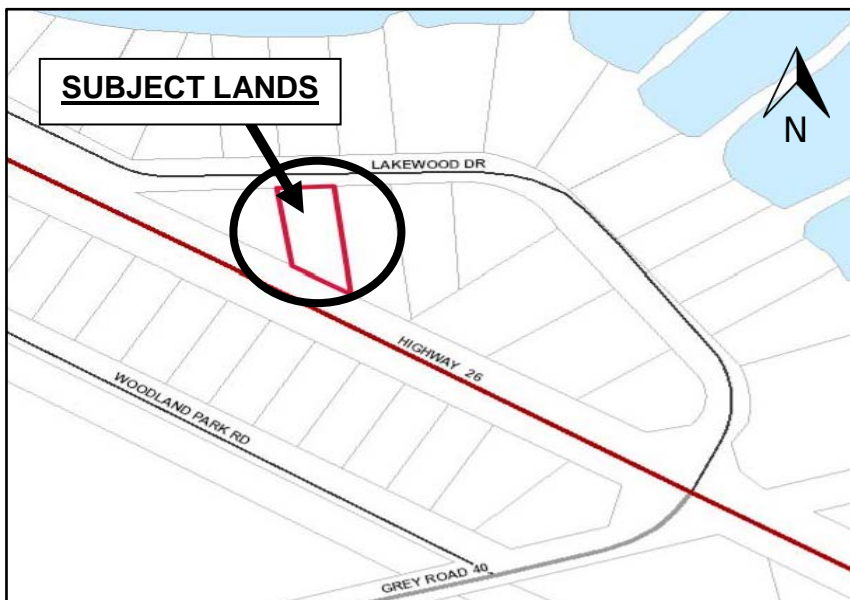 SUBJECT LANDS
N
LAKEWOOD DR
HIGHWAY 26
WOODLAND PARK RD
GREY ROAD 40